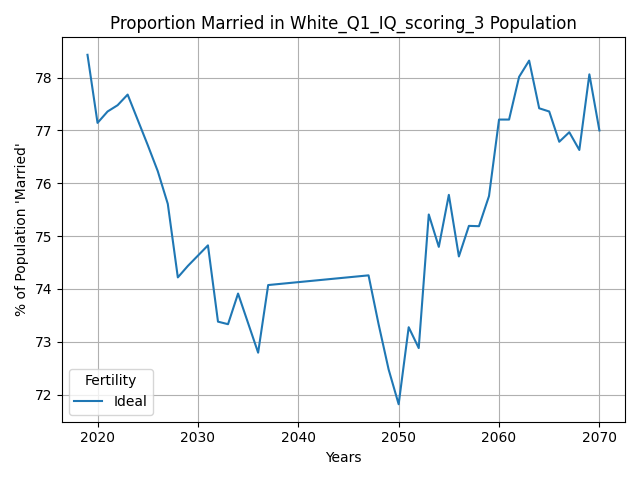 Proportion Married in White_Q1_IQ_scoring_3 Population
% of Population 'Married'
78
77
76
75
74
73
72
Fertility
Ideal
2020 2030 2040 2050 2060 2070
Years